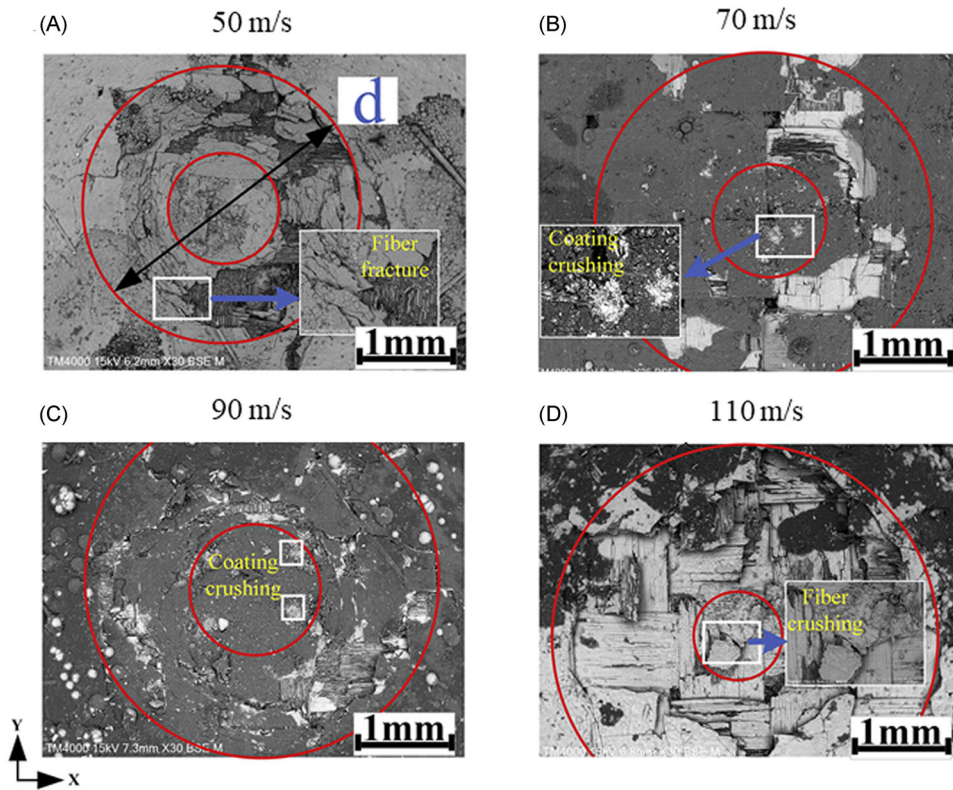 (A)
50 m/s
d
Fiber
fracture
TM4000 15kV 6.2mm X30 BSE M
1mm
(B)
70 m/s
Coating
crushing
1mm
(C)
90 m/s
Coating
crushing
TM4000 15kV 7.3mm X30 BSE M
1mm
(D)
110 m/s
Fiber
crushing
1mm
Y
X